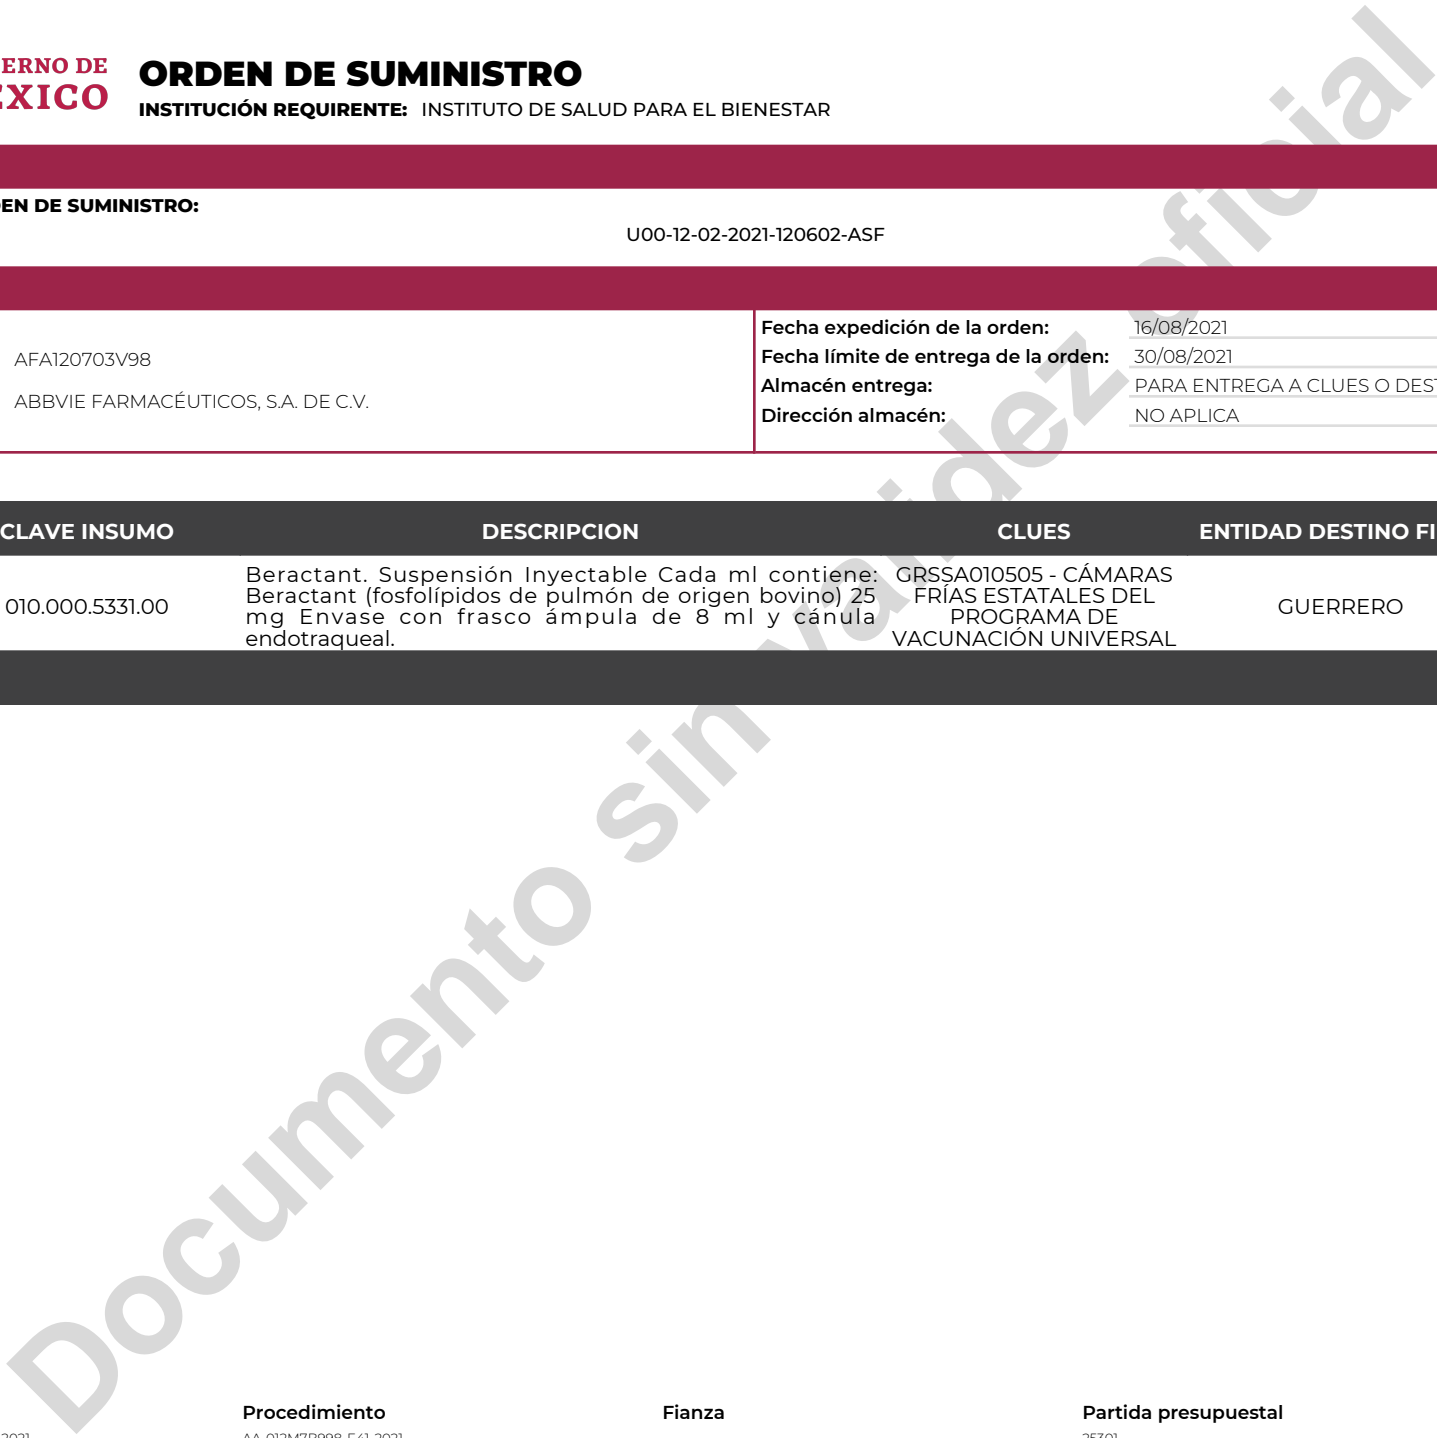 ERNO DE
EXICO
ORDEN DE SUMINISTRO
INSTITUCIÓN REQUIRENTE: INSTITUTO DE SALUD PARA EL BIENESTAR
EN DE SUMINISTRO:
U00-12-02-2021-120602-ASF
AFA120703V98
ABBVIE FARMACÉUTICOS, S.A. DE C.V.
Fecha expedición de la orden: 16/08/2021
Fecha límite de entrega de la orden: 30/08/2021
Almacén entrega: PARA ENTREGA A CLUES O DEST
Dirección almacén: NO APLICA
CLAVE INSUMO DESCRIPCION CLUES ENTIDAD DESTINO FI
010.000.5331.00
Beractant. Suspensión Inyectable Cada ml contiene:
Beractant (fosfolípidos de pulmón de origen bovino) 25
mg Envase con frasco ámpula de 8 ml y cánula
endotraqueal.
GRSSA010505 - CÁMARAS
FRÍAS ESTATALES DEL
PROGRAMA DE
VACUNACIÓN UNIVERSAL
GUERRERO
Documento sin validez oficial
Procedimiento Fianza Partida presupuestal